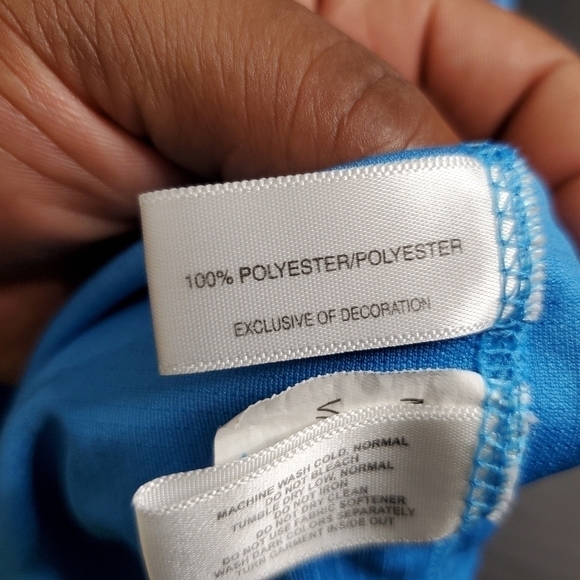 100% POLYESTER/POLYESTER
EXCLUSIVE OF DECORATION
MACHINE WASH COLD, NORMAL
DO NOT BLEACH
TUMBLE DRY LOW, NORMAL
DO NOT IRON
DO NOT DRY CLEAN
DO NOT USE FABRIC SOFTENER
WASH DARK COLORS SEPARATELY
TURN GARMENT INSIDE OUT